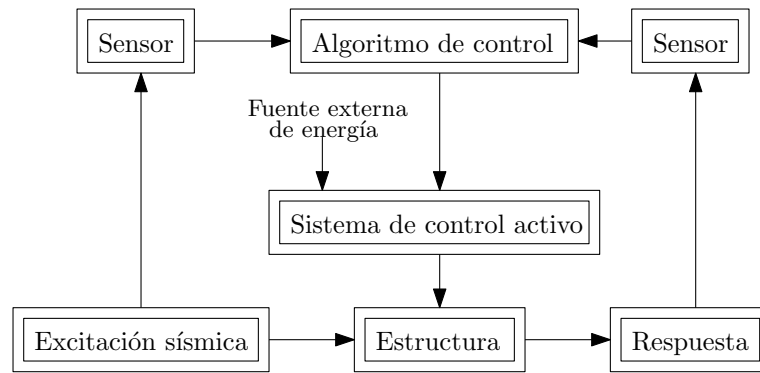 Sensor
Algoritmo de control
Sensor
Fuente externa
de energía
Sistema de control activo
Excitación sísmica
Estructura
Respuesta